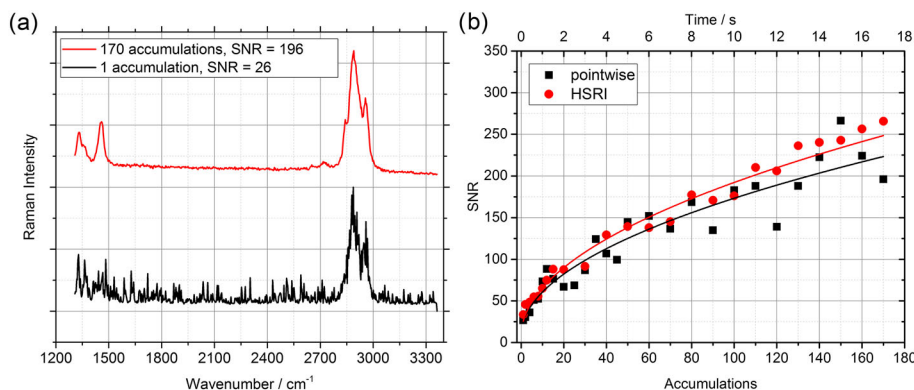 (a)
170 accumulations, SNR = 196
1 accumulation, SNR = 26
Raman Intensity
1200 1500 1800 2100 2400 2700 3000 3300
Wavenumber / cm⁻¹
(b)
Time / s
0 2 4 6 8 10 12 14 16 18
pointwise
HSRI
350
300
250
200
150
100
50
0
SNR
0 20 40 60 80 100 120 140 160 180
Accumulations